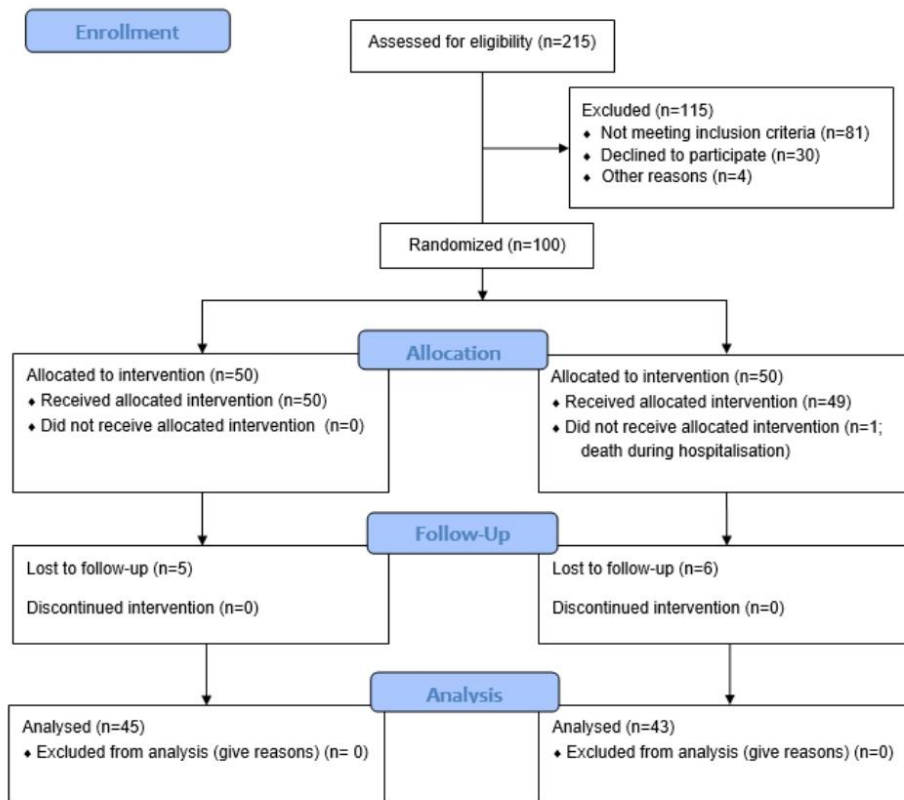 Enrollment
Assessed for eligibility (n=215)
Excluded (n=115)
♦ Not meeting inclusion criteria (n=81)
♦ Declined to participate (n=30)
♦ Other reasons (n=4)
Randomized (n=100)
Allocation
Allocated to intervention (n=50)
♦ Received allocated intervention (n=50)
♦ Did not receive allocated intervention (n=0)
Allocated to intervention (n=50)
♦ Received allocated intervention (n=49)
♦ Did not receive allocated intervention (n=1;
death during hospitalisation)
Follow-Up
Lost to follow-up (n=5)
Discontinued intervention (n=0)
Lost to follow-up (n=6)
Discontinued intervention (n=0)
Analysis
Analysed (n=45)
♦ Excluded from analysis (give reasons) (n= 0)
Analysed (n=43)
♦ Excluded from analysis (give reasons) (n=0)